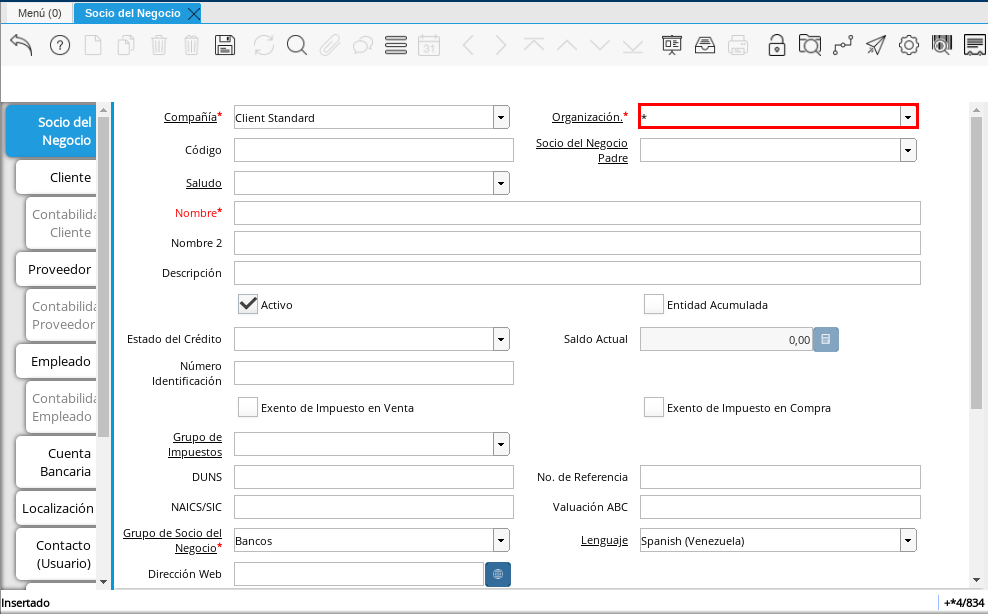 Menú (0)
Socio del Negocio
31
Socio del
Negocio
Cliente
Contabilida
Cliente
Proveedor
Contabilida
Proveedor
Empleado
Contabilida
Empleado
Cuenta
Bancaria
Localización
Contacto
(Usuario)
Compañía* Client Standard Organización.* *
Código Socio del Negocio
Padre
Saludo
Nombre*
Nombre 2
Descripción
Activo Entidad Acumulada
Estado del Crédito Saldo Actual 0,00
Número
Identificación
Exento de Impuesto en Venta Exento de Impuesto en Compra
Grupo de
Impuestos
DUNS No. de Referencia
NAICS/SIC Valuación ABC
Grupo de Socio del
Negocio* Bancos Lenguaje Spanish (Venezuela)
Dirección Web
Insertado +*4/834